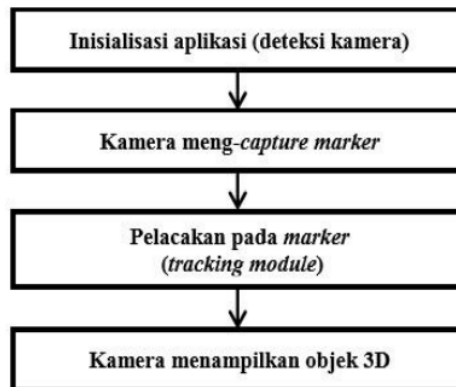 Inisialisasi aplikasi (deteksi kamera)
Kamera meng-capture marker
Pelacakan pada marker
(tracking module)
Kamera menampilkan objek 3D